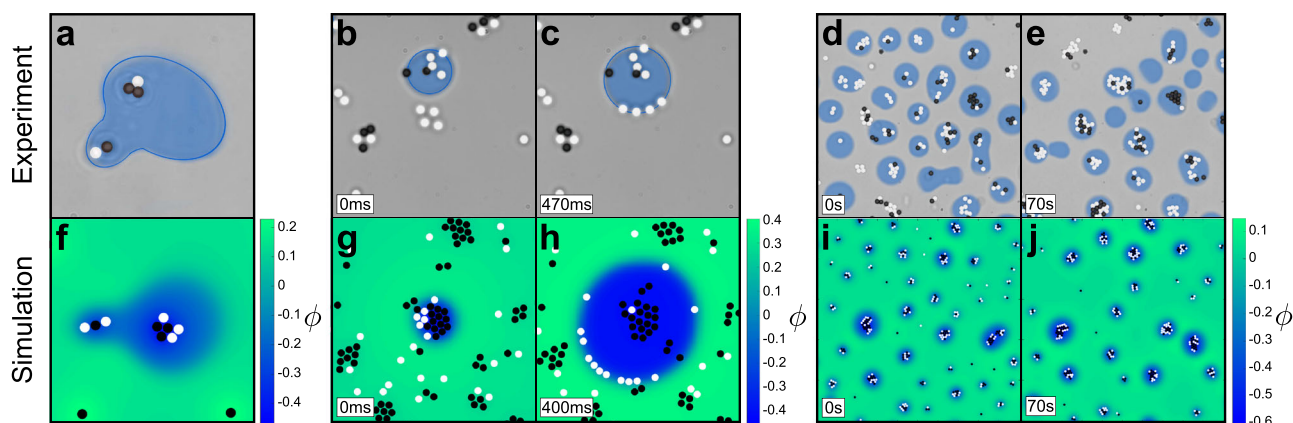 Experiment
a
b
c
d
e
0ms
470ms
0s
70s
Simulation
f
0.2
0.1
0
-0.1
-0.2
-0.3
-0.4
ϕ
g
h
0ms
400ms
0.4
0.3
0.2
0.1
0
-0.1
-0.2
-0.3
-0.4
ϕ
i
j
0s
70s
0.1
0
-0.1
-0.2
-0.3
-0.4
-0.5
-0.6
ϕ